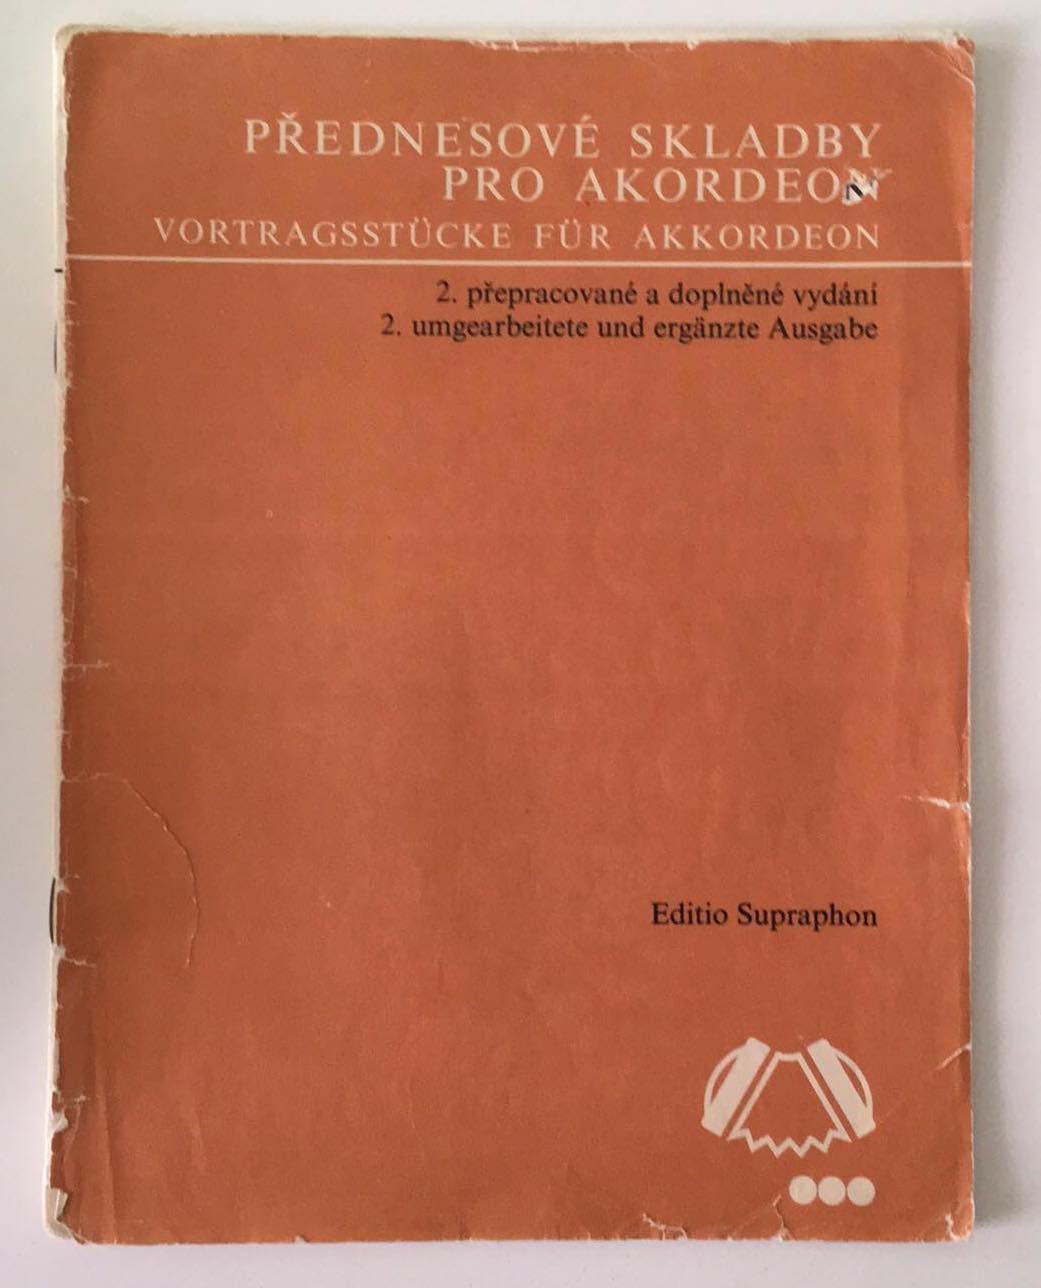 PŘEDNESOVÉ SKLADBY
PRO AKORDEON
VORTRAGSSTÜCKE FÜR AKKORDEON
2. přepracované a doplněné vydání
2. umgearbeitete und ergänzte Ausgabe
Editio Supraphon